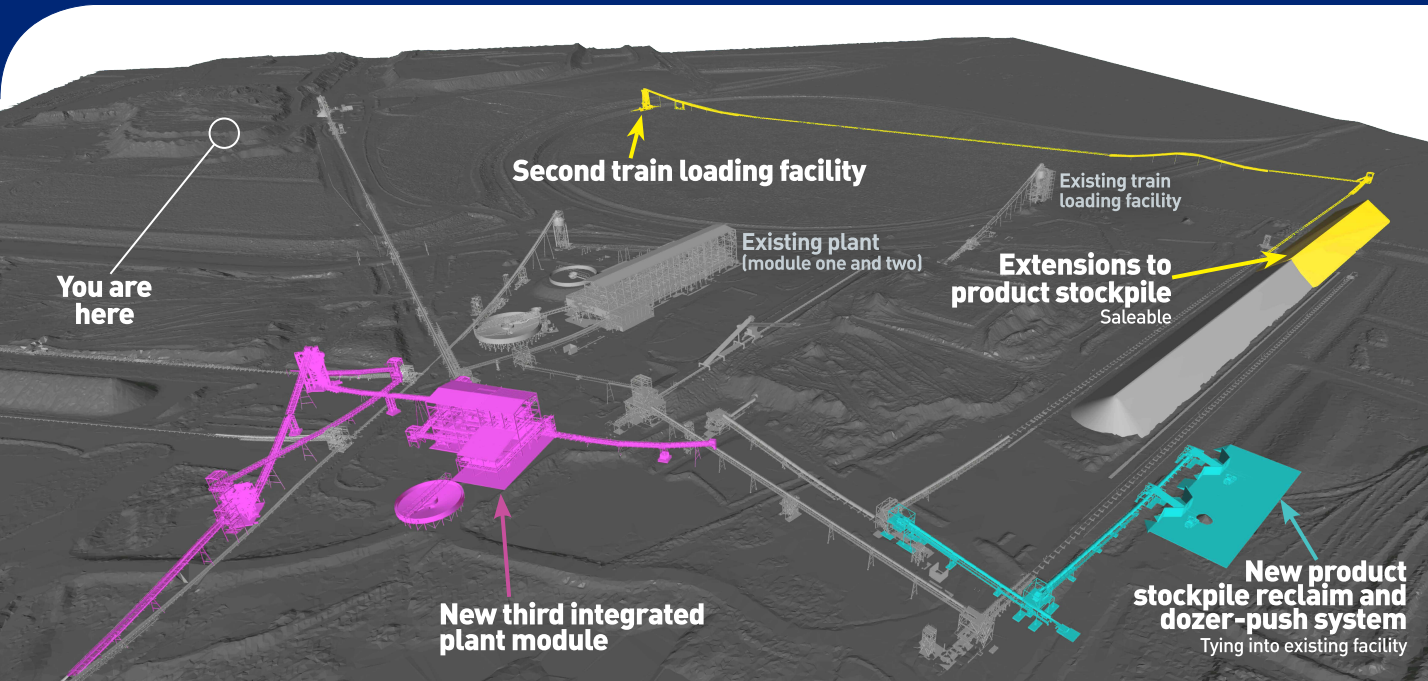 Second train loading facility
Existing train
loading facility
Existing plant
(module one and two)
You are
here
Extensions to
product stockpile
Saleable
New third integrated
plant module
New product
stockpile reclaim and
dozer-push system
Tying into existing facility